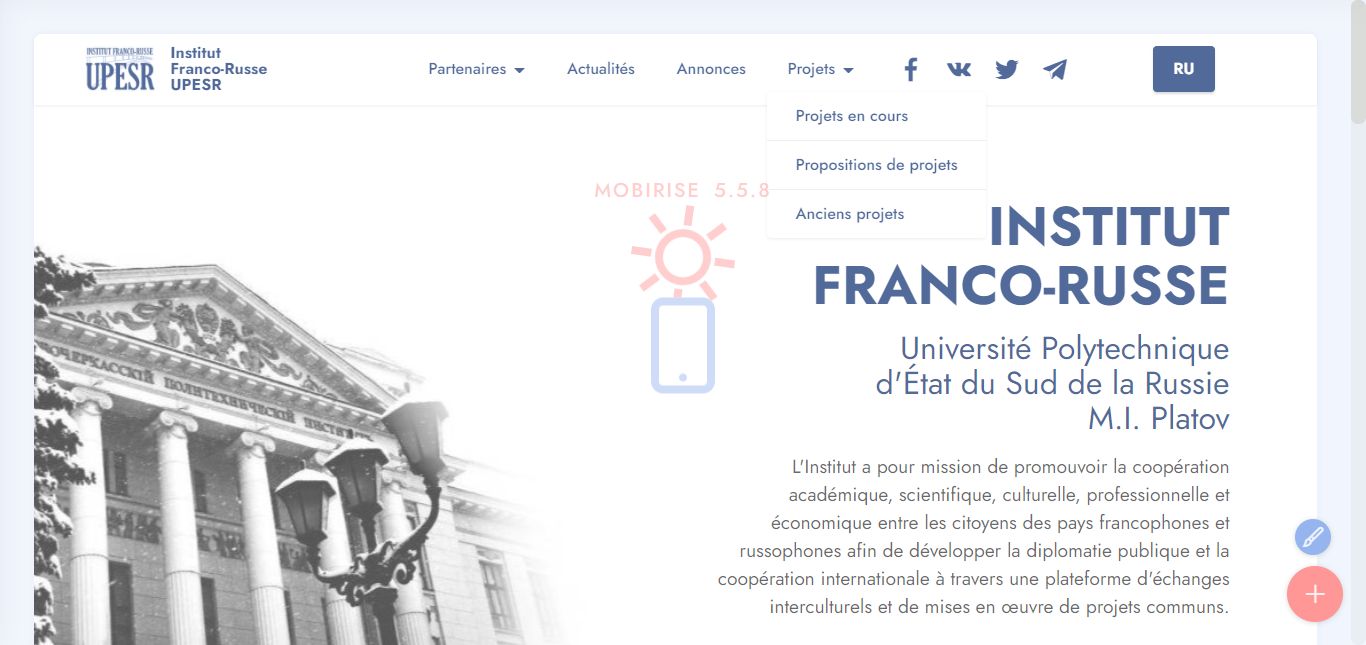 INSTITUT FRANCO-RUSSE
UPESR
Institut
Franco-Russe
UPESR
Partenaires
Actualités
Annonces
Projets
RU
Projets en cours
Propositions de projets
Anciens projets
MOBIRISE 5.5.8
INSTITUT
FRANCO-RUSSE
Université Polytechnique
d'État du Sud de la Russie
M.I. Platov
L'Institut a pour mission de promouvoir la coopération
académique, scientifique, culturelle, professionnelle et
économique entre les citoyens des pays francophones et
russophones afin de développer la diplomatie publique et la
coopération internationale à travers une plateforme d'échanges
interculturels et de mises en œuvre de projets communs.
ПОЛИТЕХНИЧЕСКІЙ